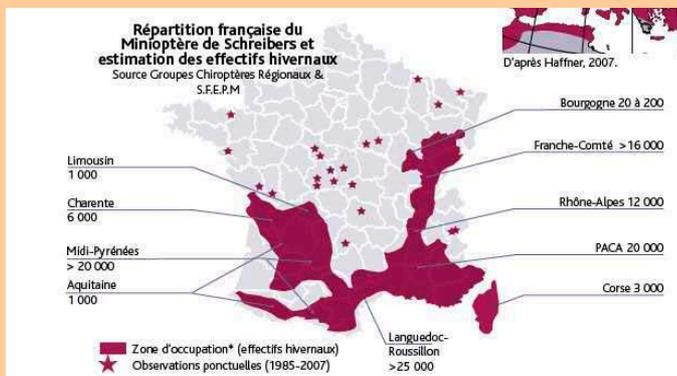 Répartition française du
Minioptère de Schreibers et
estimation des effectifs hivernaux
Source Groupes Chiroptères Régionaux &
S.F.E.P.M
D'après Haffner, 2007.
Bourgogne 20 à 200
Franche-Comté >16 000
Limousin
1 000
Charente
6 000
Rhône-Alpes 12 000
Midi-Pyrénées
> 20 000
PACA 20 000
Aquitaine
1 000
Corse 3 000
Languedoc-
Roussillon
>25 000
Zone d'occupation* (effectifs hivernaux)
Observations ponctuelles (1985-2007)